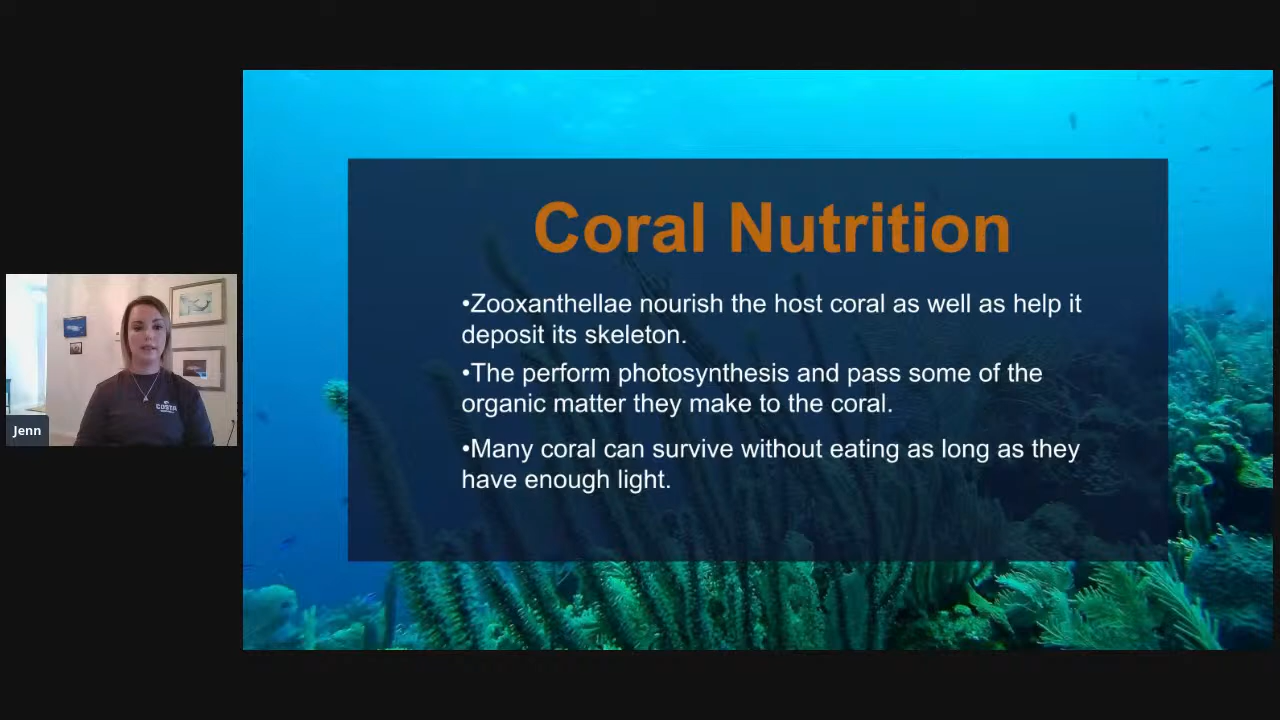 Coral Nutrition
•Zooxanthellae nourish the host coral as well as help it
deposit its skeleton.
•The perform photosynthesis and pass some of the
organic matter they make to the coral.
•Many coral can survive without eating as long as they
have enough light.
COSTA
Jenn